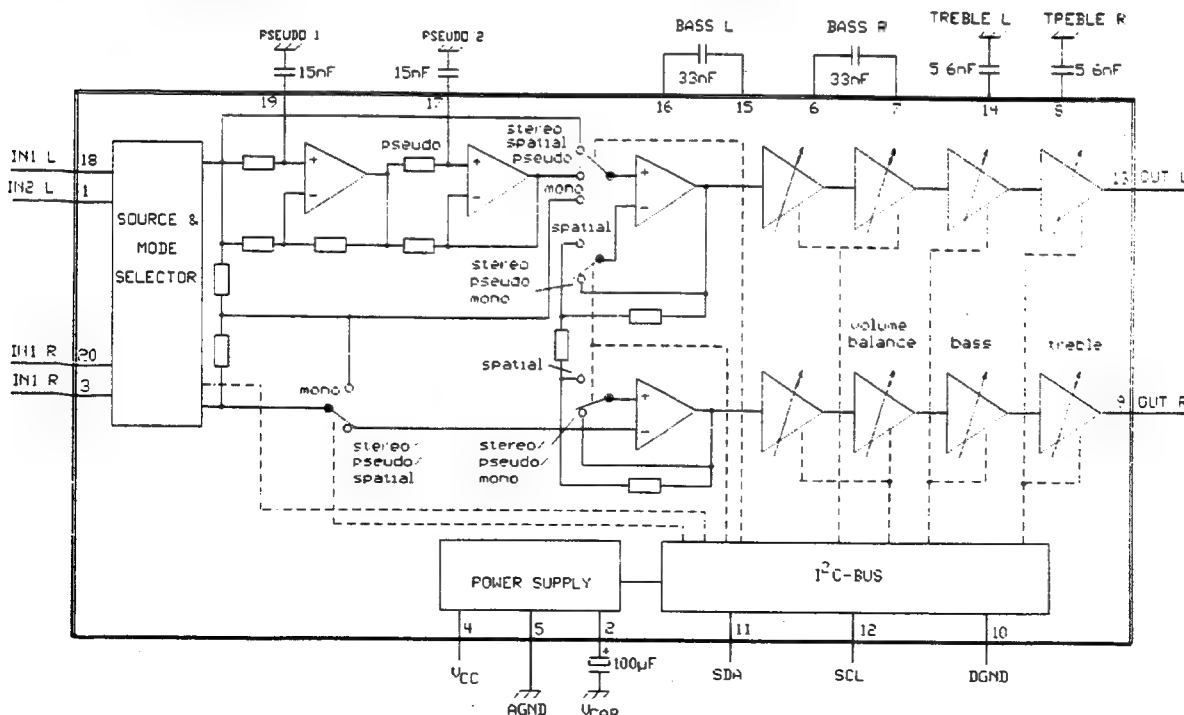 PSEUDO 1
PSEUDO 2
BASS L
BASS R
TREBLE L
TPEBLE R
15nF
15nF
33nF
33nF
5 6nF
5 6nF
19
17
16
15
6
7
14
8
IN1 L
18
IN2 L
1
SOURCE &
MODE
SELECTOR
IN1 R
20
IN1 R
3
pseudo
stereo
spatial
pseudo
mono
spatial
stereo
pseudo
mono
spatial
mono
stereo/
pseudo/
spatial
stereo/
pseudo/
mono
+
−
+
−
+
−
+
−
volume
balance
bass
treble
13
OUT L
9
OUT R
POWER SUPPLY
I²C-BUS
4
5
2
11
12
10
VCC
AGND
+
100µF
VCAP
SDA
SCL
DGND